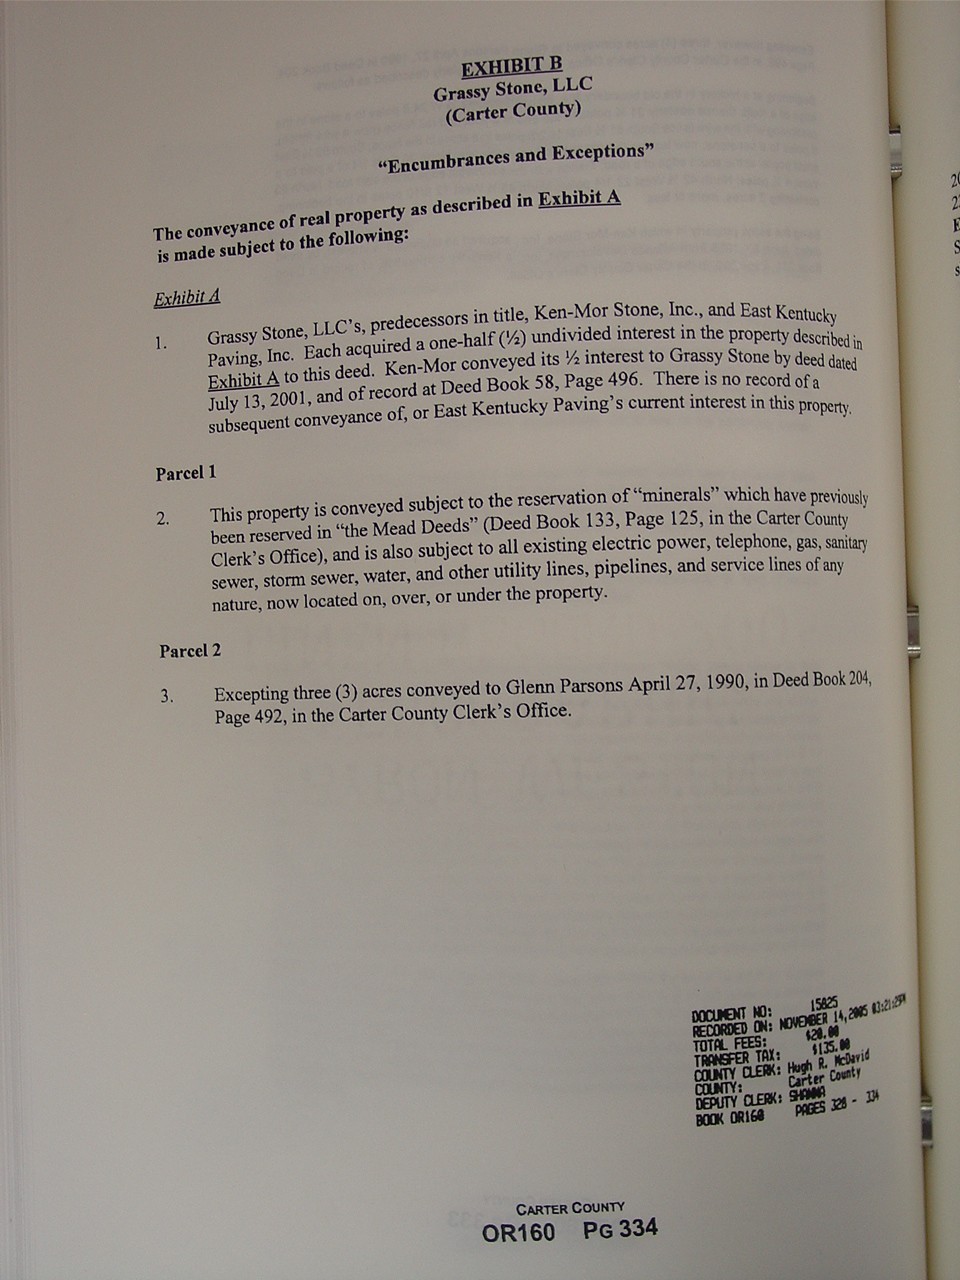 EXHIBIT B
Grassy Stone, LLC
(Carter County)
“Encumbrances and Exceptions”
The conveyance of real property as described in Exhibit A
is made subject to the following:
Exhibit A
1. Grassy Stone, LLC’s, predecessors in title, Ken-Mor Stone, Inc., and East Kentucky
Paving, Inc. Each acquired a one-half (½) undivided interest in the property described in
Exhibit A to this deed. Ken-Mor conveyed its ½ interest to Grassy Stone by deed dated
July 13, 2001, and of record at Deed Book 58, Page 496. There is no record of a
subsequent conveyance of, or East Kentucky Paving’s current interest in this property.
Parcel 1
2. This property is conveyed subject to the reservation of “minerals” which have previously
been reserved in “the Mead Deeds” (Deed Book 133, Page 125, in the Carter County
Clerk’s Office), and is also subject to all existing electric power, telephone, gas, sanitary
sewer, storm sewer, water, and other utility lines, pipelines, and service lines of any
nature, now located on, over, or under the property.
Parcel 2
3. Excepting three (3) acres conveyed to Glenn Parsons April 27, 1990, in Deed Book 204,
Page 492, in the Carter County Clerk’s Office.
DOCUMENT NO: 15825
RECORDED ON: NOVEMBER 14,2005 03:21:25PM
TOTAL FEES: $20.00
TRANSFER TAX: $135.00
COUNTY CLERK: Hugh R. McDavid
COUNTY: Carter County
DEPUTY CLERK: SHANNA
BOOK OR160 PAGES 328 - 334
CARTER COUNTY
OR160 PG 334